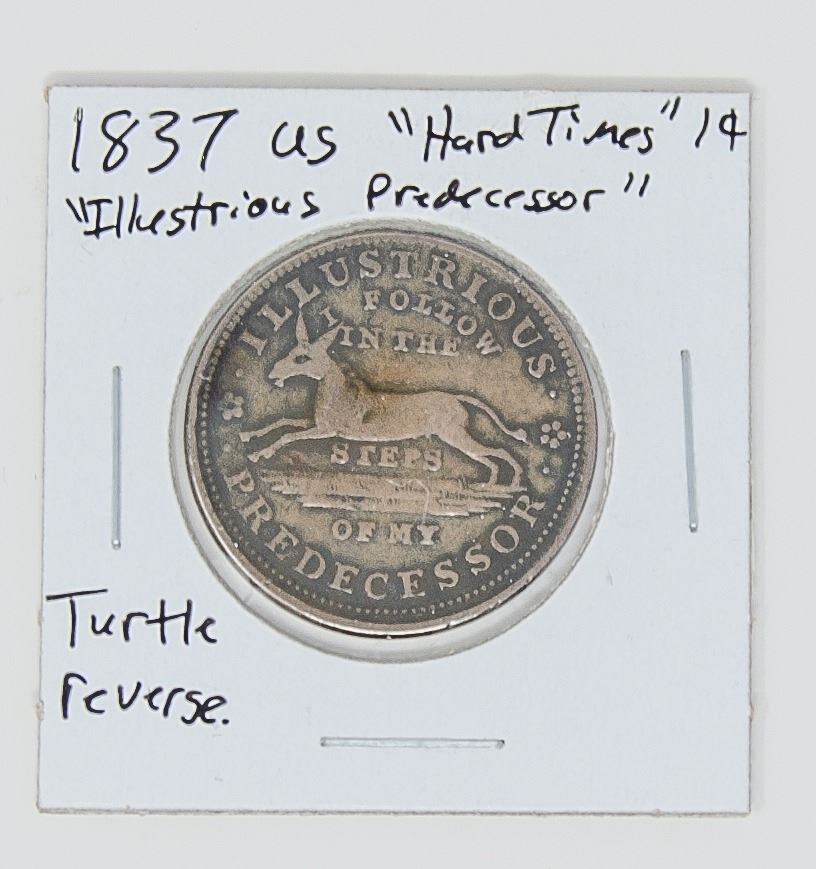 1837 US "Hard Times" 1¢
"Illustrious Predecessor"
ILLUSTRIOUS
I FOLLOW
IN THE
STEPS
OF MY
PREDECESSOR
Turtle
reverse.